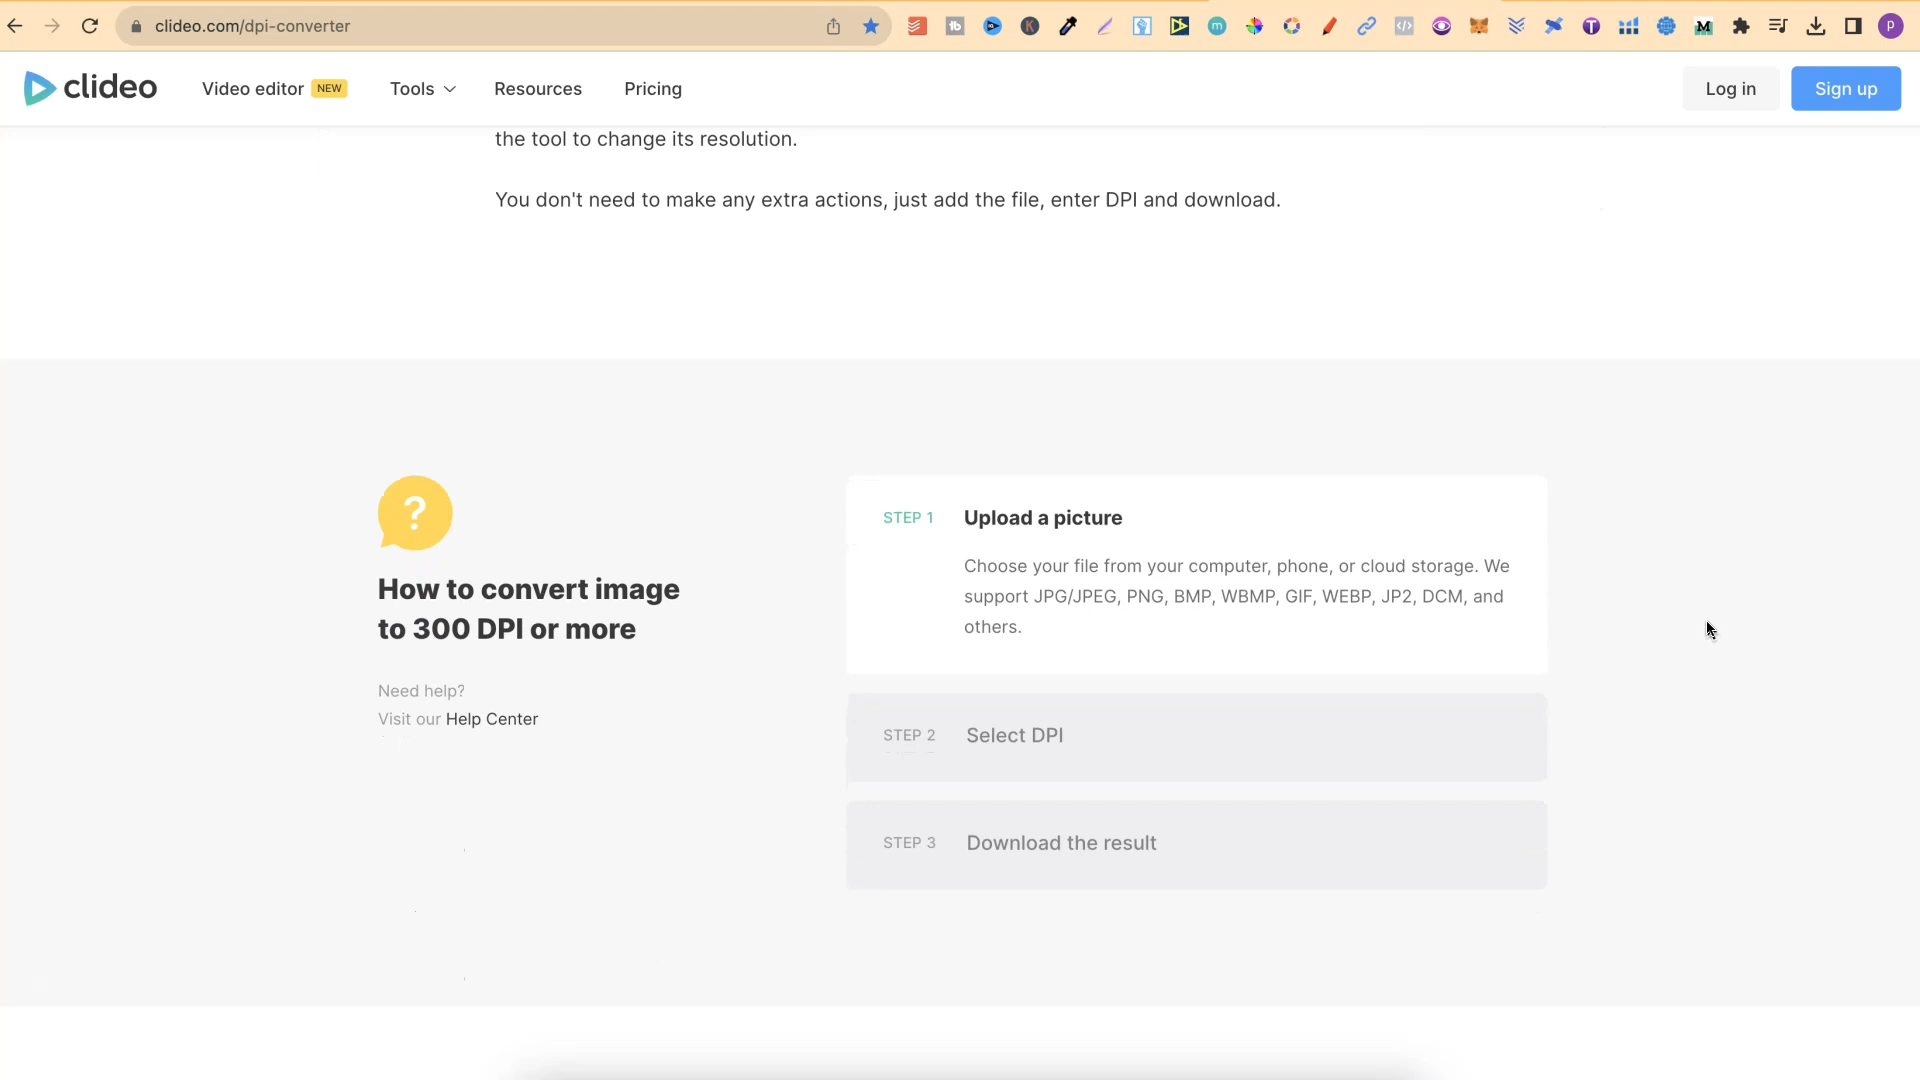 clideo.com/dpi-converter
clideo
Video editor NEW
Tools
Resources
Pricing
Log in
Sign up
the tool to change its resolution.
You don't need to make any extra actions, just add the file, enter DPI and download.
?
How to convert image
to 300 DPI or more
Need help?
Visit our Help Center
STEP 1 Upload a picture
Choose your file from your computer, phone, or cloud storage. We
support JPG/JPEG, PNG, BMP, WBMP, GIF, WEBP, JP2, DCM, and
others.
STEP 2 Select DPI
STEP 3 Download the result